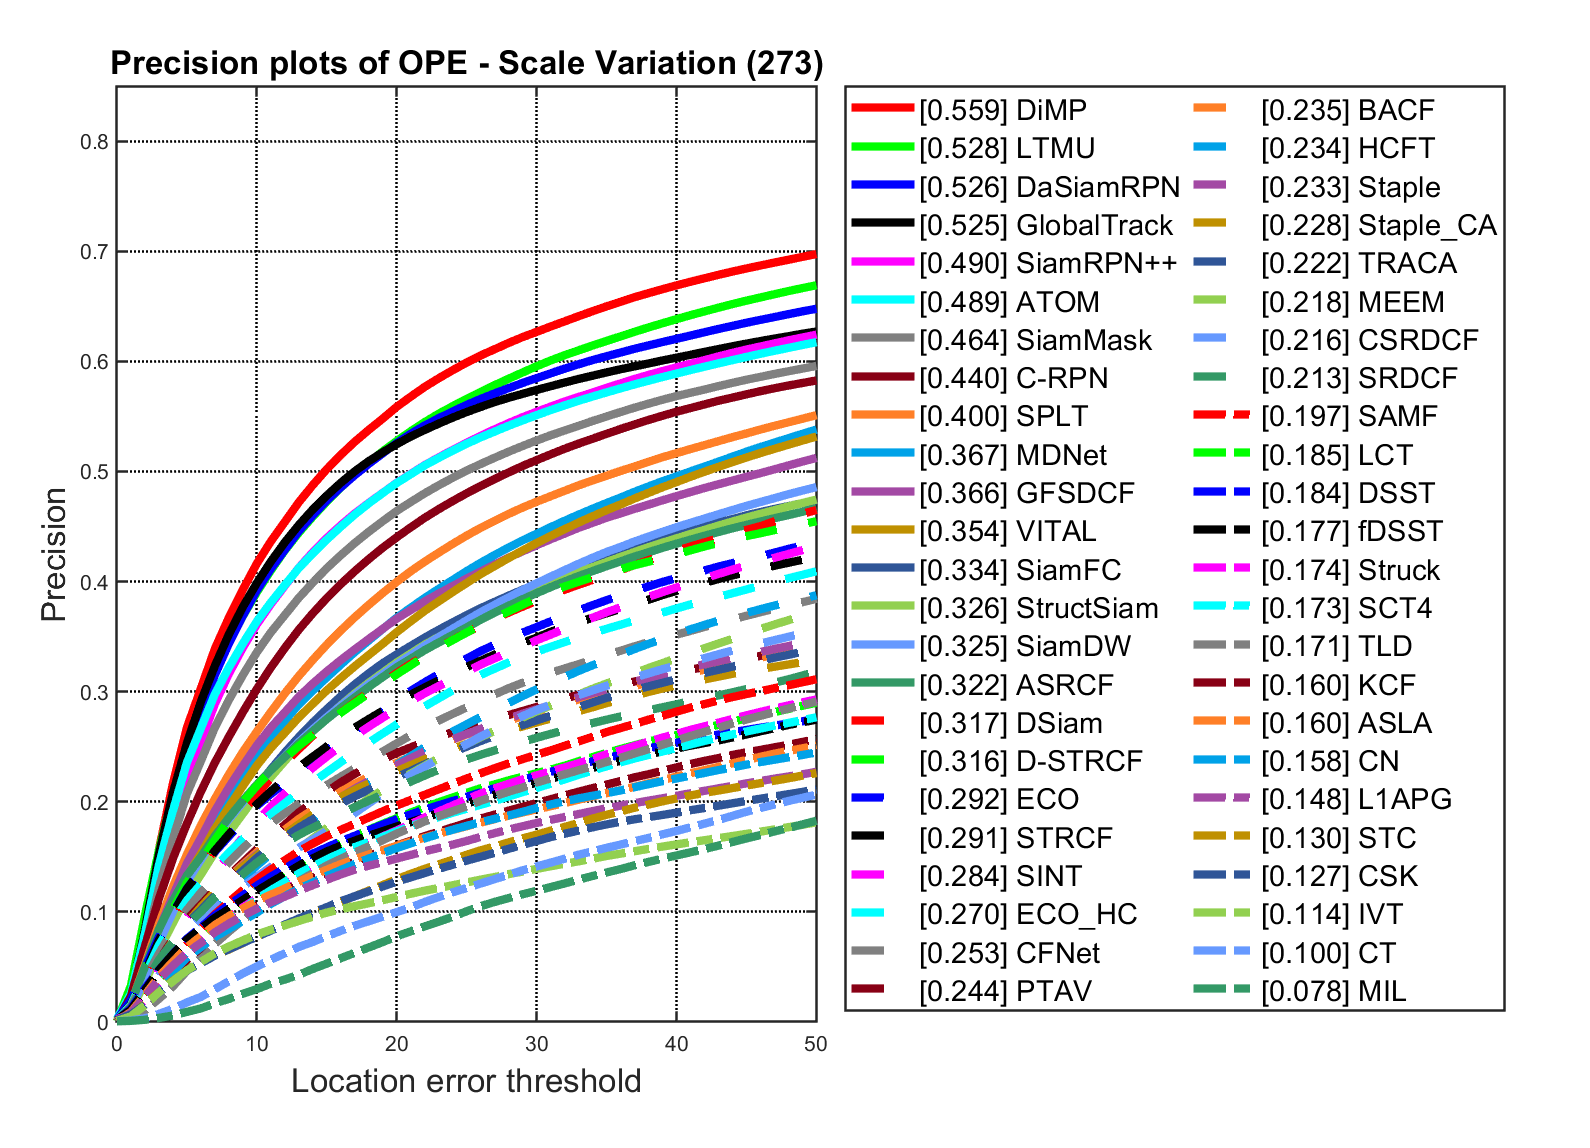 Precision plots of OPE - Scale Variation (273)
0.8
0.7
0.6
0.5
0.4
0.3
0.2
0.1
0
0 10 20 30 40 50
Precision
Location error threshold
[0.559] DiMP
[0.528] LTMU
[0.526] DaSiamRPN
[0.525] GlobalTrack
[0.490] SiamRPN++
[0.489] ATOM
[0.464] SiamMask
[0.440] C-RPN
[0.400] SPLT
[0.367] MDNet
[0.366] GFSDCF
[0.354] VITAL
[0.334] SiamFC
[0.326] StructSiam
[0.325] SiamDW
[0.322] ASRCF
[0.317] DSiam
[0.316] D-STRCF
[0.292] ECO
[0.291] STRCF
[0.284] SINT
[0.270] ECO_HC
[0.253] CFNet
[0.244] PTAV
[0.235] BACF
[0.234] HCFT
[0.233] Staple
[0.228] Staple_CA
[0.222] TRACA
[0.218] MEEM
[0.216] CSRDCF
[0.213] SRDCF
[0.197] SAMF
[0.185] LCT
[0.184] DSST
[0.177] fDSST
[0.174] Struck
[0.173] SCT4
[0.171] TLD
[0.160] KCF
[0.160] ASLA
[0.158] CN
[0.148] L1APG
[0.130] STC
[0.127] CSK
[0.114] IVT
[0.100] CT
[0.078] MIL